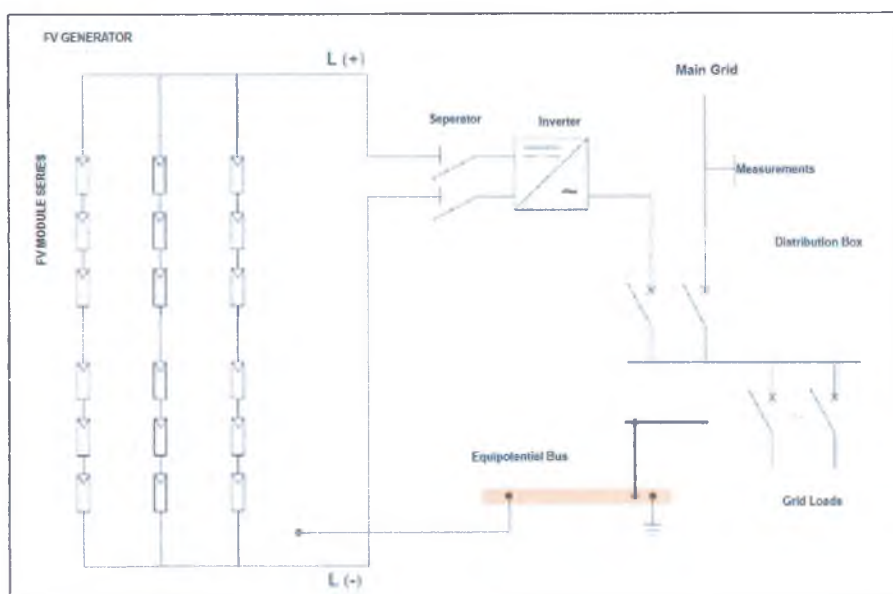 FV GENERATOR
L (+)
Main Grid
Seperator
Inverter
Measurements
FV MODULE SERIES
Distribution Box
Equipotential Bus
Grid Loads
L (-)